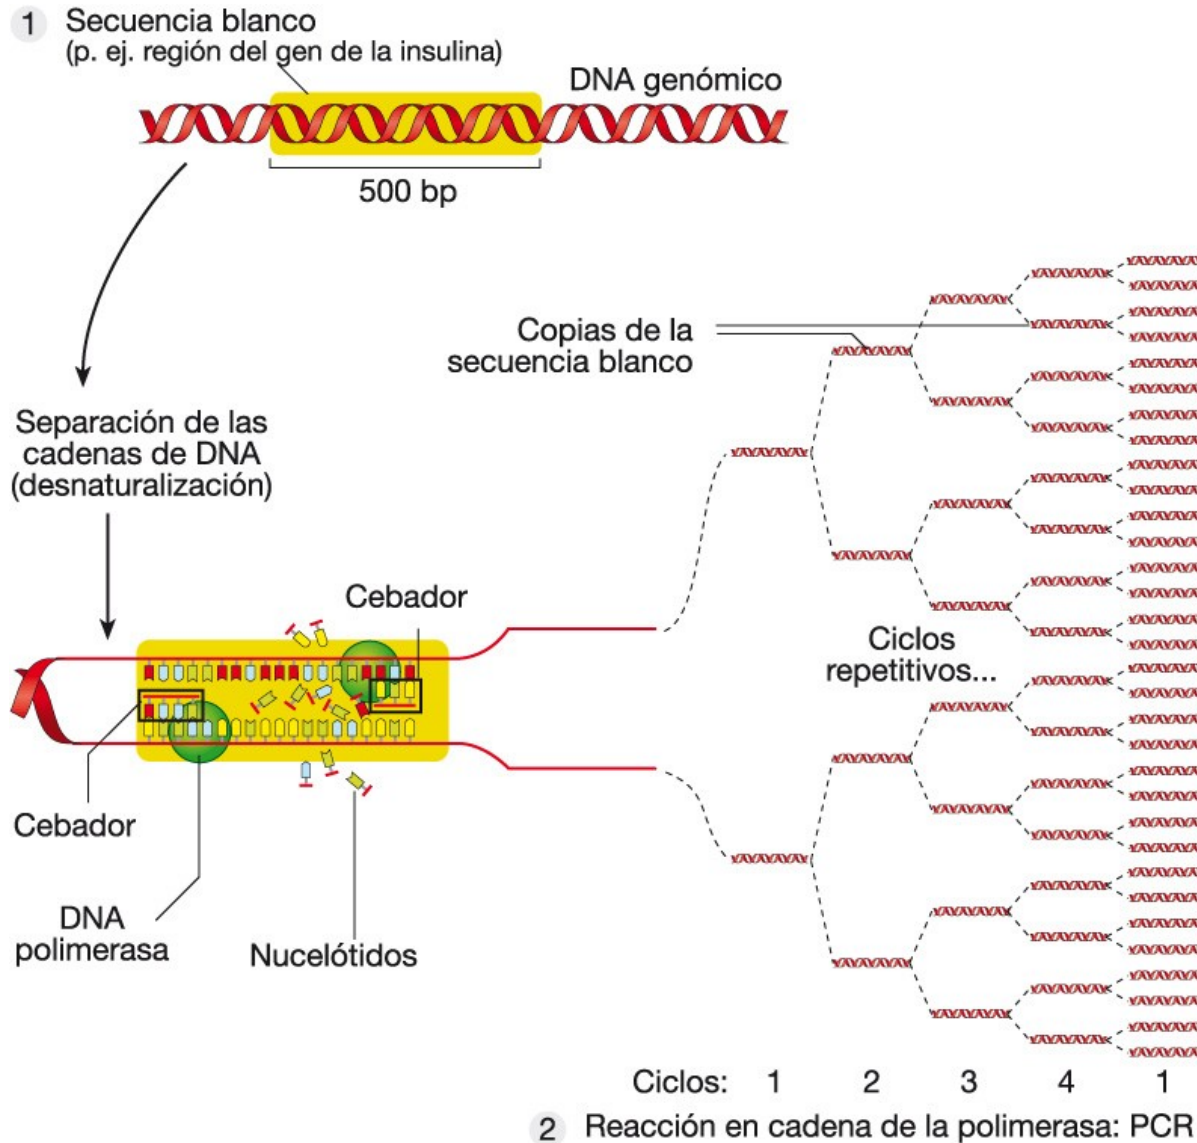 1 Secuencia blanco
(p. ej. región del gen de la insulina)
DNA genómico
500 bp
Copias de la
secuencia blanco
Separación de las
cadenas de DNA
(desnaturalización)
Cebador
Ciclos
repetitivos...
Cebador
DNA
polimerasa
Nucelótidos
Ciclos: 1 2 3 4 1
2 Reacción en cadena de la polimerasa: PCR